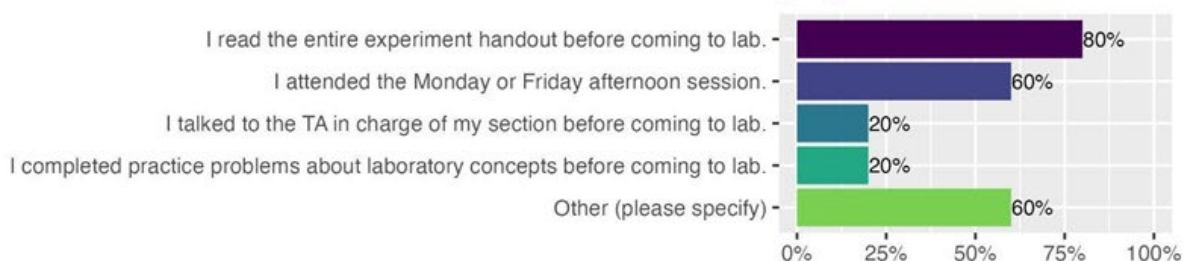 I read the entire experiment handout before coming to lab. 80%
I attended the Monday or Friday afternoon session. 60%
I talked to the TA in charge of my section before coming to lab. 20%
I completed practice problems about laboratory concepts before coming to lab. 20%
Other (please specify) 60%
0% 25% 50% 75% 100%